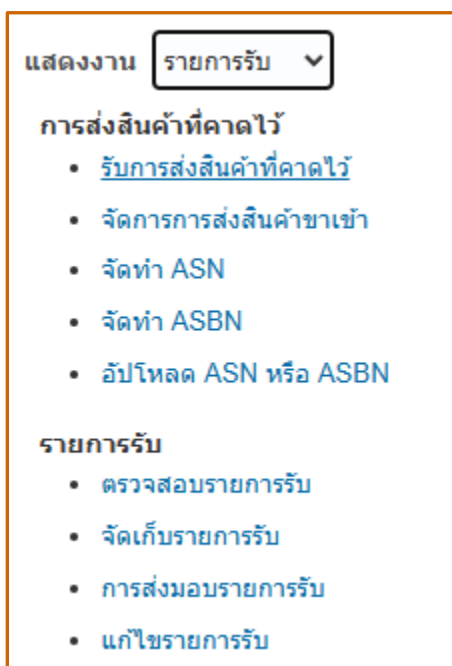 แสดงงาน รายการรับ
การส่งสินค้าที่คาดไว้
รับการส่งสินค้าที่คาดไว้
จัดการการส่งสินค้าขาเข้า
จัดทำ ASN
จัดทำ ASBN
อัปโหลด ASN หรือ ASBN
รายการรับ
ตรวจสอบรายการรับ
จัดเก็บรายการรับ
การส่งมอบรายการรับ
แก้ไขรายการรับ